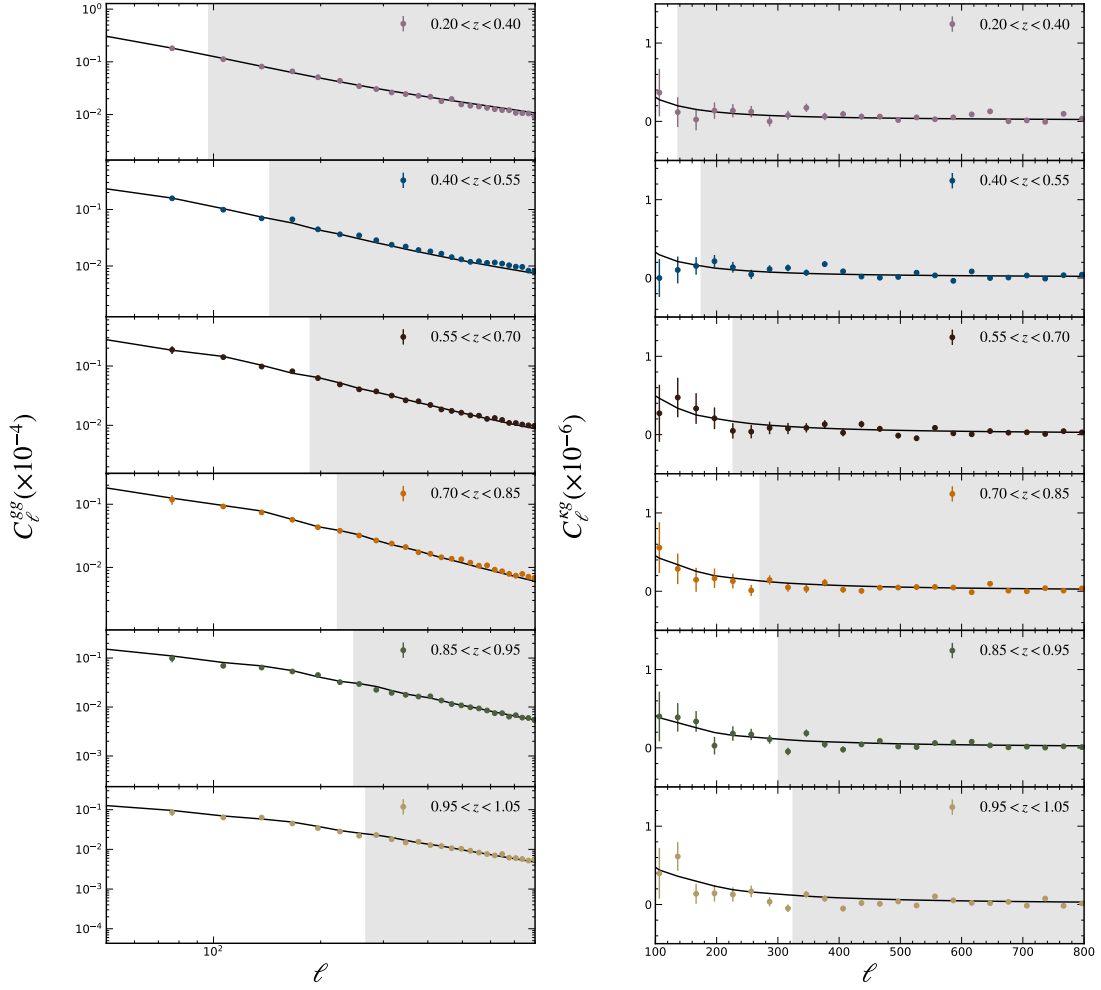 10⁰
10⁻¹
10⁻²
10⁻³
0.20 < z < 0.40
10⁻¹
10⁻²
0.40 < z < 0.55
10⁻¹
10⁻²
0.55 < z < 0.70
10⁻¹
10⁻²
0.70 < z < 0.85
10⁻¹
10⁻²
10⁻³
0.85 < z < 0.95
10⁻¹
10⁻²
10⁻³
10⁻⁴
0.95 < z < 1.05
10²
ℓ
C_ℓ^{gg}(×10⁻⁴)
1
0
0.20 < z < 0.40
1
0
0.40 < z < 0.55
1
0
0.55 < z < 0.70
1
0
0.70 < z < 0.85
1
0
0.85 < z < 0.95
1
0
0.95 < z < 1.05
100 200 300 400 500 600 700 800
ℓ
C_ℓ^{κg}(×10⁻⁶)